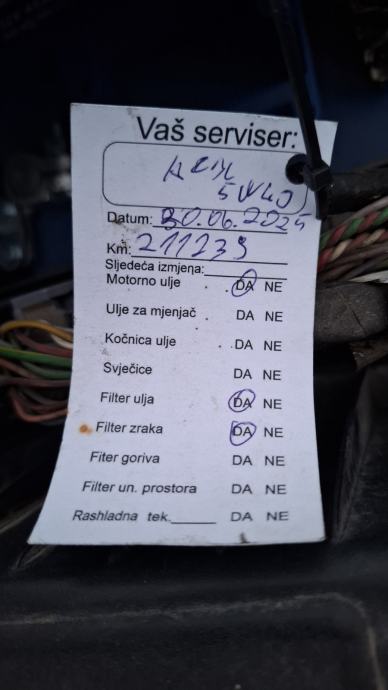 Vaš serviser:
5W40
Datum: 30.06.2025
Km: 211239
Sljedeća izmjena:
Motorno ulje DA NE
Ulje za mjenjač DA NE
Kočnica ulje DA NE
Svječice DA NE
Filter ulja DA NE
Filter zraka DA NE
Fiter goriva DA NE
Filter un. prostora DA NE
Rashladna tek. DA NE